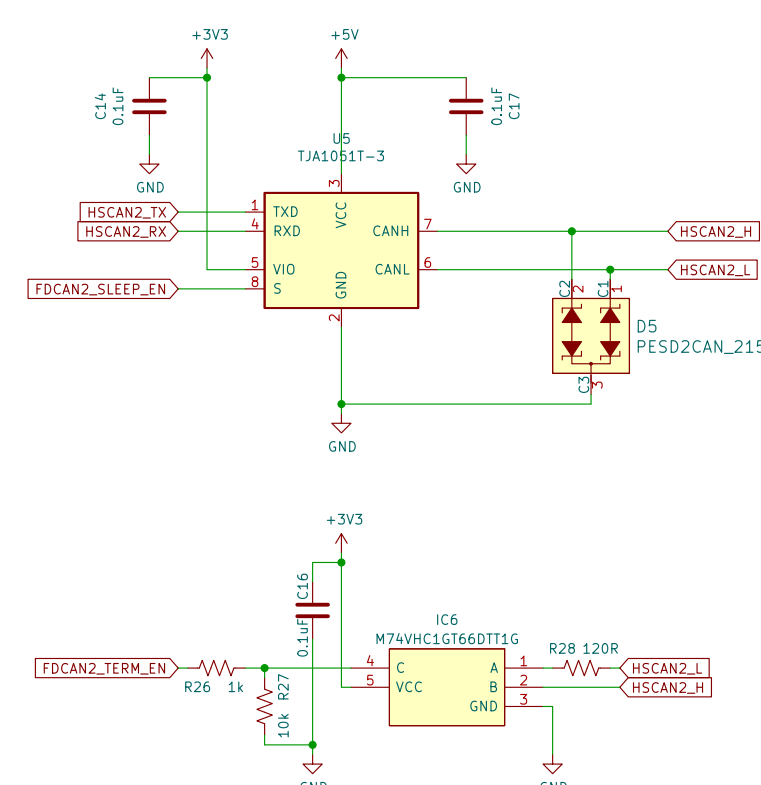 +3V3
+5V
C14
0.1uF
0.1uF
C17
U5
TJA1051T-3
GND
GND
3
VCC
HSCAN2_TX
1
TXD
HSCAN2_RX
4
RXD
CANH
7
HSCAN2_H
5
VIO
CANL
6
HSCAN2_L
FDCAN2_SLEEP_EN
8
S
GND
2
C2
2
C1
1
D5
PESD2CAN_215
C3
3
GND
+3V3
C16
0.1uF
IC6
M74VHC1GT66DTT1G
R28 120R
FDCAN2_TERM_EN
4
C
A
1
HSCAN2_L
R26 1k
R27
10k
5
VCC
B
2
HSCAN2_H
GND
3
GND
GND